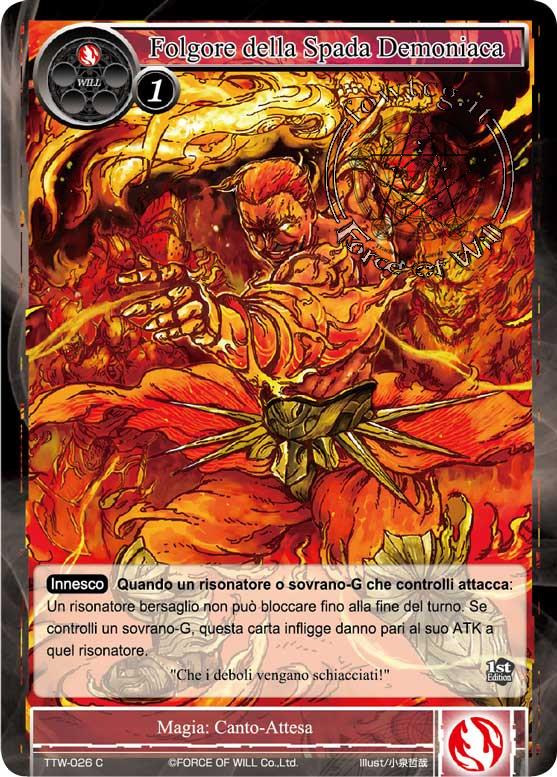 Folgore della Spada Demoniaca
WILL
1
fowtcg.it
Force of Will
Innesco Quando un risonatore o sovrano-G che controlli attacca:
Un risonatore bersaglio non può bloccare fino alla fine del turno. Se
controlli un sovrano-G, questa carta infligge danno pari al suo ATK a
quel risonatore.
"Che i deboli vengano schiacciati!"
1st
Edition
Magia: Canto-Attesa
TTW-026 C
©FORCE OF WILL Co.,Ltd.
Illust/小泉哲哉